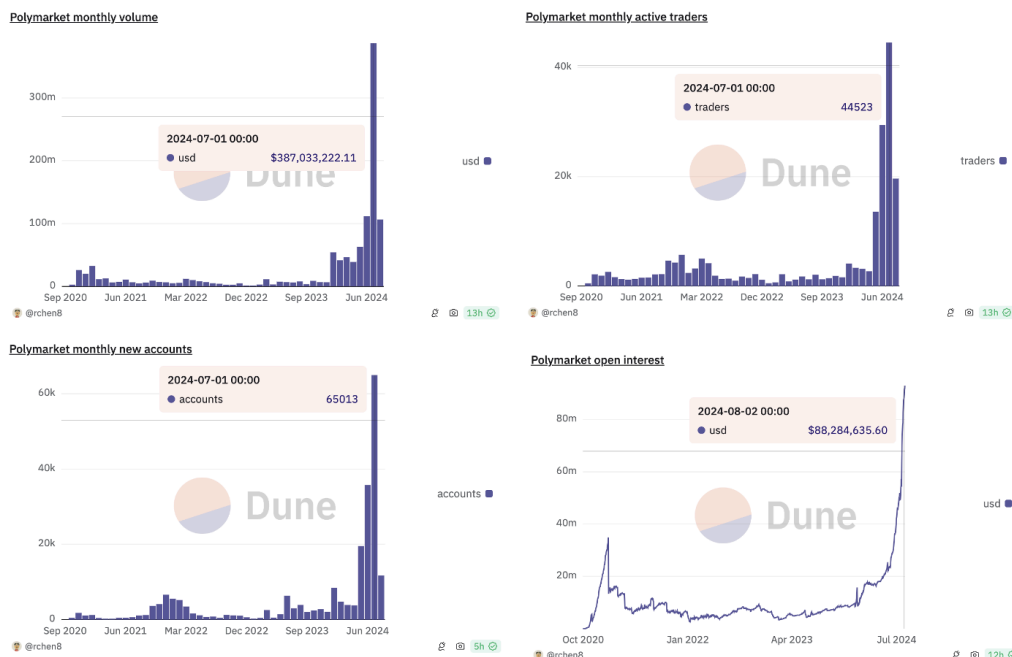 Polymarket monthly volume
300m
200m
100m
0
2024-07-01 00:00
usd $387,033,222.11
Dune
usd
Sep 2020 Jun 2021 Mar 2022 Dec 2022 Sep 2023 Jun 2024
@rchen8 13h
Polymarket monthly active traders
40k
20k
0
2024-07-01 00:00
traders 44523
Dune
traders
Sep 2020 Jun 2021 Mar 2022 Dec 2022 Sep 2023 Jun 2024
@rchen8 13h
Polymarket monthly new accounts
60k
40k
20k
0
2024-07-01 00:00
accounts 65013
Dune
accounts
Sep 2020 Jun 2021 Mar 2022 Dec 2022 Sep 2023 Jun 2024
@rchen8 5h
Polymarket open interest
80m
60m
40m
20m
2024-08-02 00:00
usd $88,284,635.60
Dune
usd
Oct 2020 Jan 2022 Apr 2023 Jul 2024
@rchen8 12h